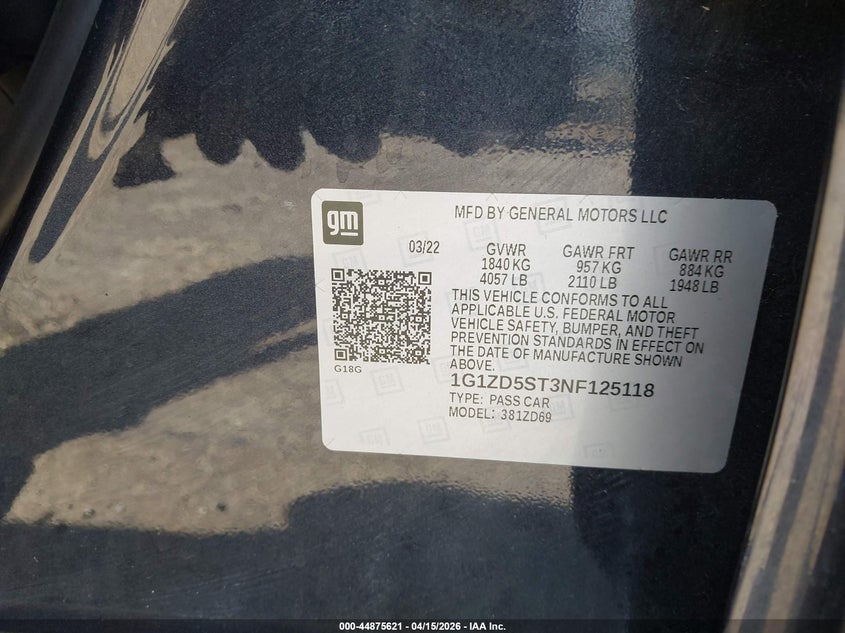 gm
MFD BY GENERAL MOTORS LLC
03/22 GVWR GAWR FRT GAWR RR
1840 KG 957 KG 884 KG
4057 LB 2110 LB 1948 LB
THIS VEHICLE CONFORMS TO ALL
APPLICABLE U.S. FEDERAL MOTOR
VEHICLE SAFETY, BUMPER, AND THEFT
PREVENTION STANDARDS IN EFFECT ON
THE DATE OF MANUFACTURE SHOWN
ABOVE.
G18G
1G1ZD5ST3NF125118
TYPE: PASS CAR
MODEL: 381ZD69
000-44875621 - 04/15/2026 - IAA Inc.